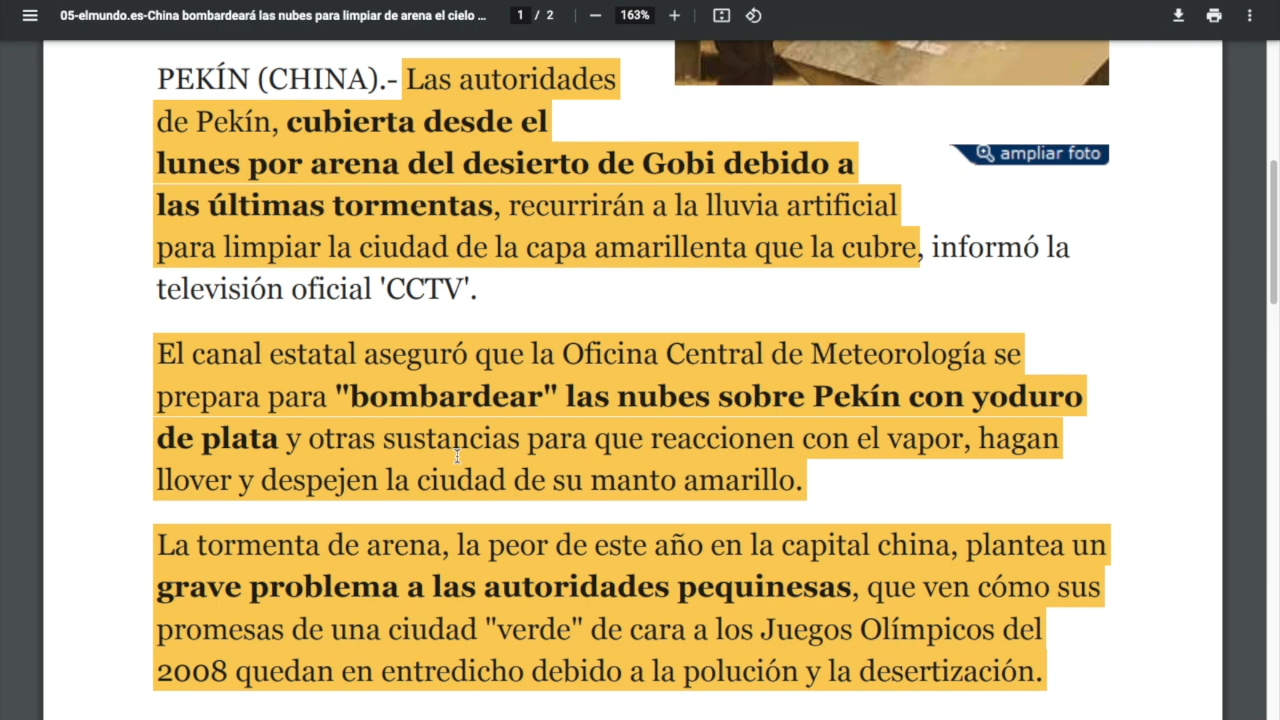 05-elmundo.es-China bombardeará las nubes para limpiar de arena el cielo ...
1 / 2
163%
PEKÍN (CHINA).- Las autoridades
de Pekín, cubierta desde el
lunes por arena del desierto de Gobi debido a
las últimas tormentas, recurrirán a la lluvia artificial
para limpiar la ciudad de la capa amarillenta que la cubre, informó la
televisión oficial 'CCTV'.
ampliar foto
El canal estatal aseguró que la Oficina Central de Meteorología se
prepara para "bombardear" las nubes sobre Pekín con yoduro
de plata y otras sustancias para que reaccionen con el vapor, hagan
llover y despejen la ciudad de su manto amarillo.
La tormenta de arena, la peor de este año en la capital china, plantea un
grave problema a las autoridades pequinesas, que ven cómo sus
promesas de una ciudad "verde" de cara a los Juegos Olímpicos del
2008 quedan en entredicho debido a la polución y la desertización.